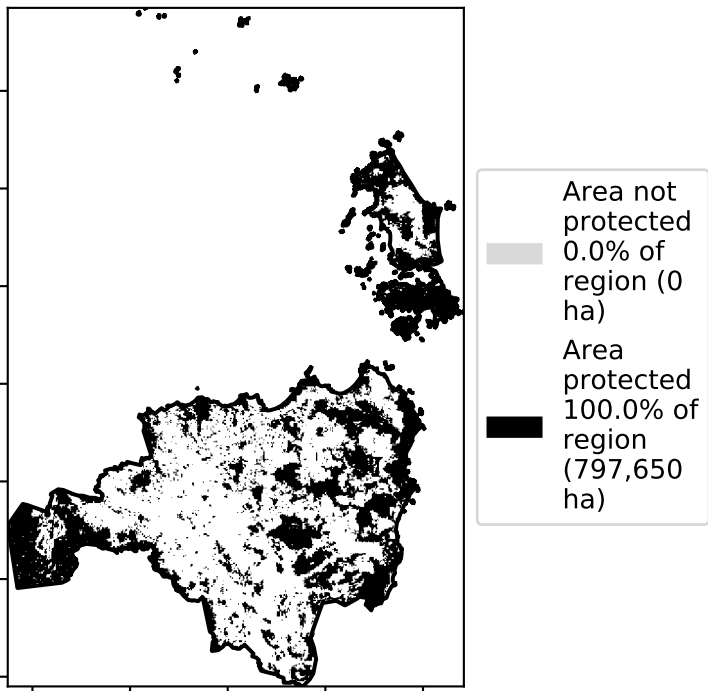 Area not
protected
0.0% of
region (0
ha)
Area
protected
100.0% of
region
(797,650
ha)